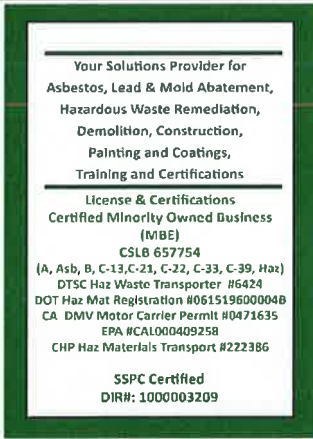 Your Solutions Provider for
Asbestos, Lead & Mold Abatement,
Hazardous Waste Remediation,
Demolition, Construction,
Painting and Coatings,
Training and Certifications
License & Certifications
Certified Minority Owned Business
(MBE)
CSLB 657754
(A, Asb, B, C-13,C-21, C-22, C-33, C-39, Haz)
DTSC Haz Waste Transporter #6424
DOT Haz Mat Registration #061519600004B
CA DMV Motor Carrier Permit #0471635
EPA #CAL000409258
CHP Haz Materials Transport #222386
SSPC Certified
DIR#: 1000003209